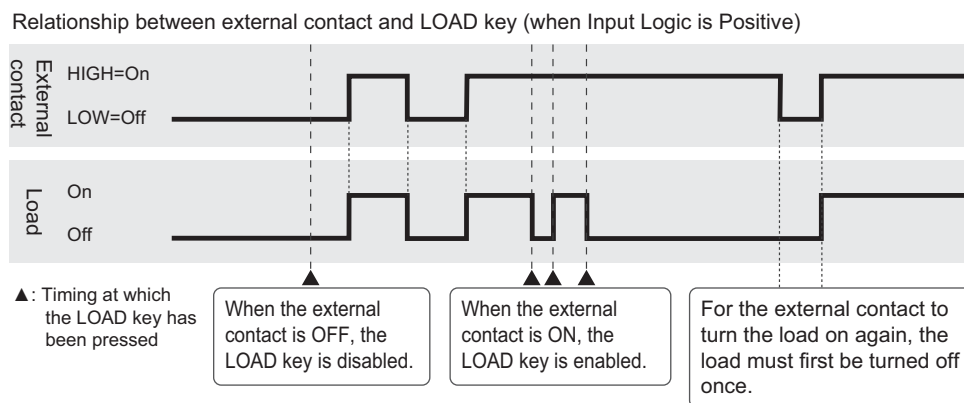 Relationship between external contact and LOAD key (when Input Logic is Positive)
External
contact
HIGH=On
LOW=Off
Load
On
Off
▲: Timing at which
the LOAD key has
been pressed
When the external
contact is OFF, the
LOAD key is disabled.
When the external
contact is ON, the
LOAD key is enabled.
For the external contact to
turn the load on again, the
load must first be turned off
once.